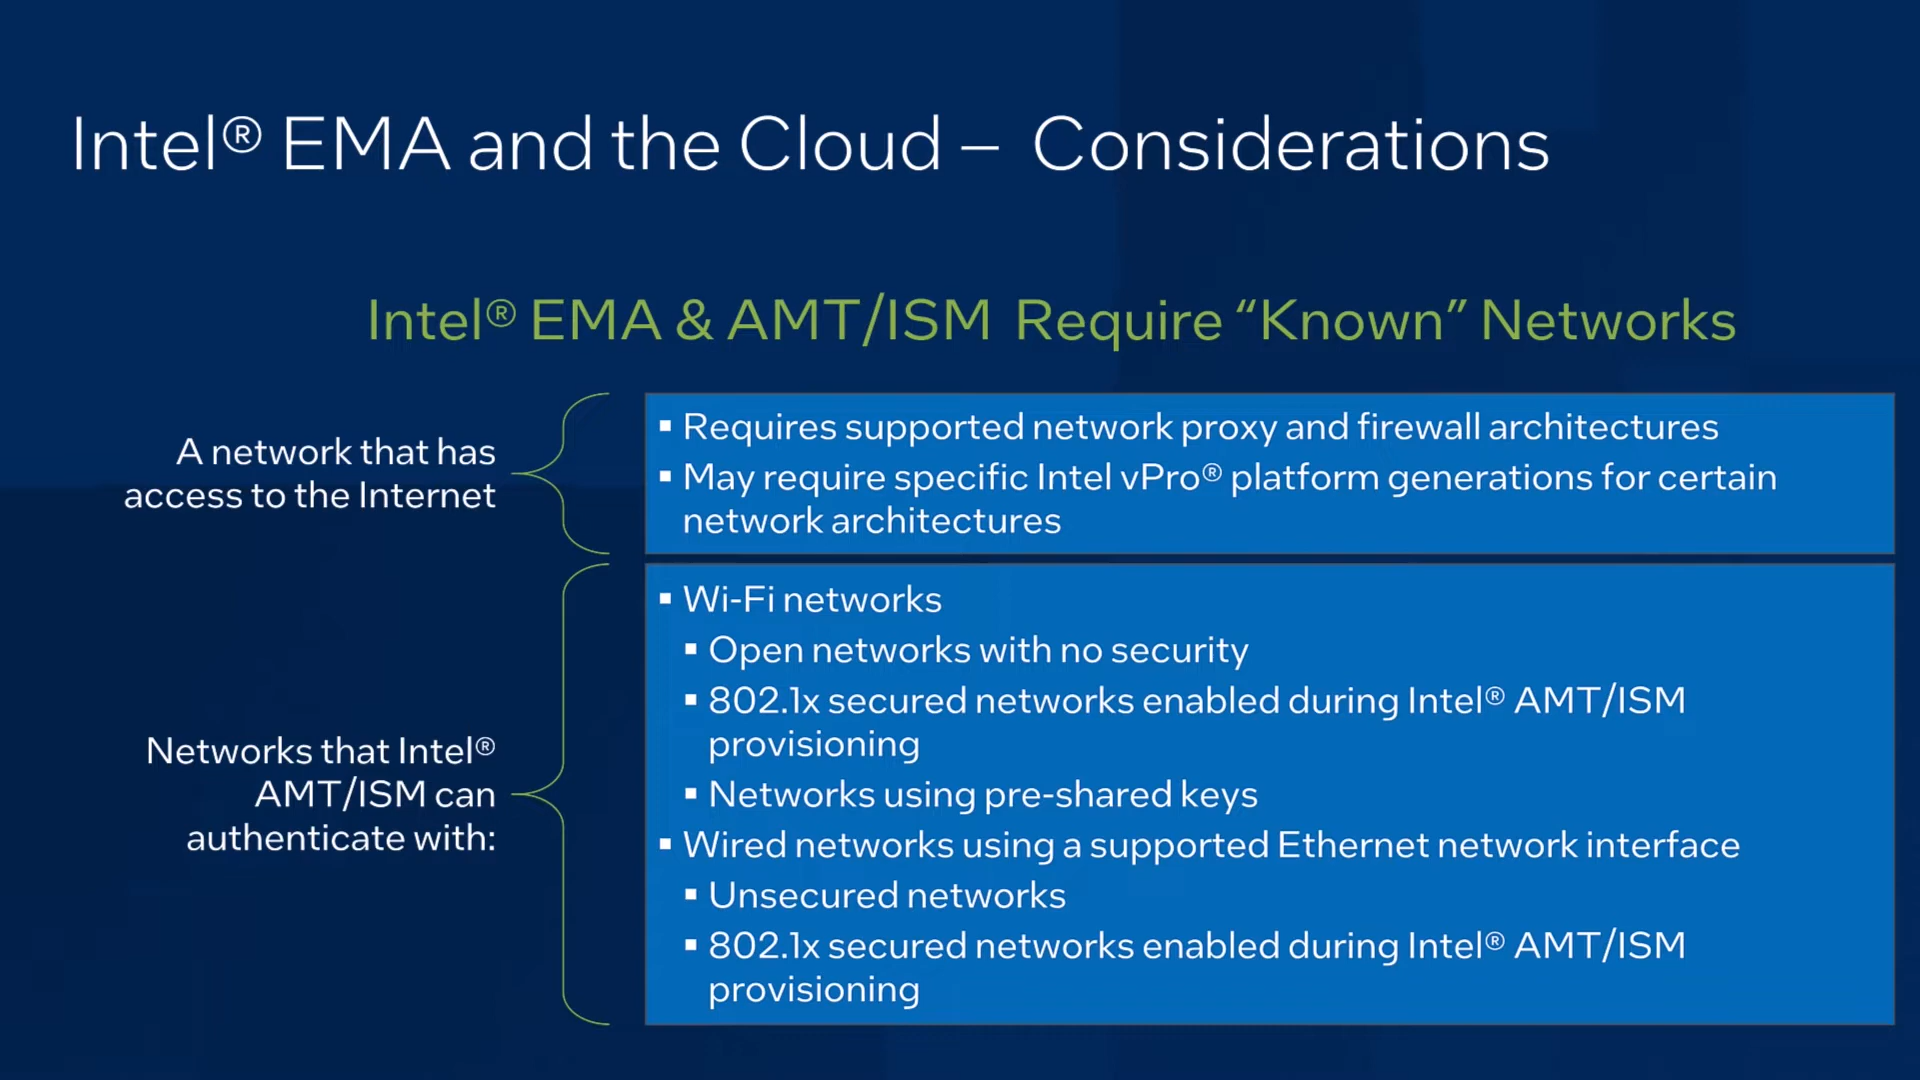 Intel® EMA and the Cloud – Considerations
Intel® EMA & AMT/ISM Require “Known” Networks
A network that has
access to the Internet
▪ Requires supported network proxy and firewall architectures
▪ May require specific Intel vPro® platform generations for certain
network architectures
Networks that Intel®
AMT/ISM can
authenticate with:
▪ Wi-Fi networks
▪ Open networks with no security
▪ 802.1x secured networks enabled during Intel® AMT/ISM
provisioning
▪ Networks using pre-shared keys
▪ Wired networks using a supported Ethernet network interface
▪ Unsecured networks
▪ 802.1x secured networks enabled during Intel® AMT/ISM
provisioning